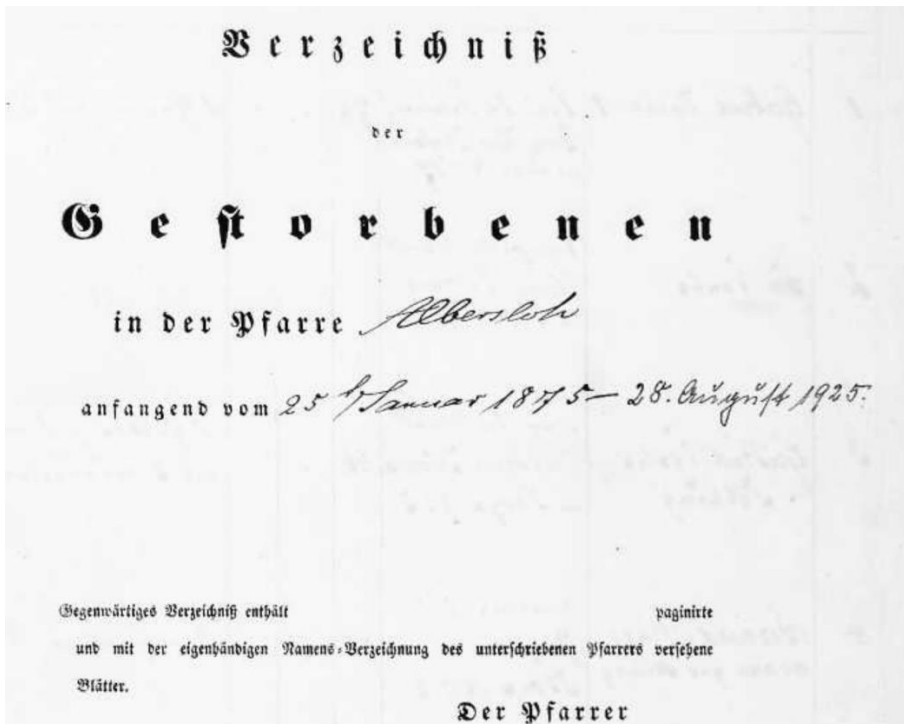 Verzeichniß
der
Gestorbenen
in der Pfarre Albersloh
anfangend vom 25 t/ Januar 1875 – 28. August 1925.
Gegenwärtiges Verzeichniß enthält paginirte
und mit der eigenhändigen Namens-Verzeichnung des unterschriebenen Pfarrers versehene
Blätter.
Der Pfarrer